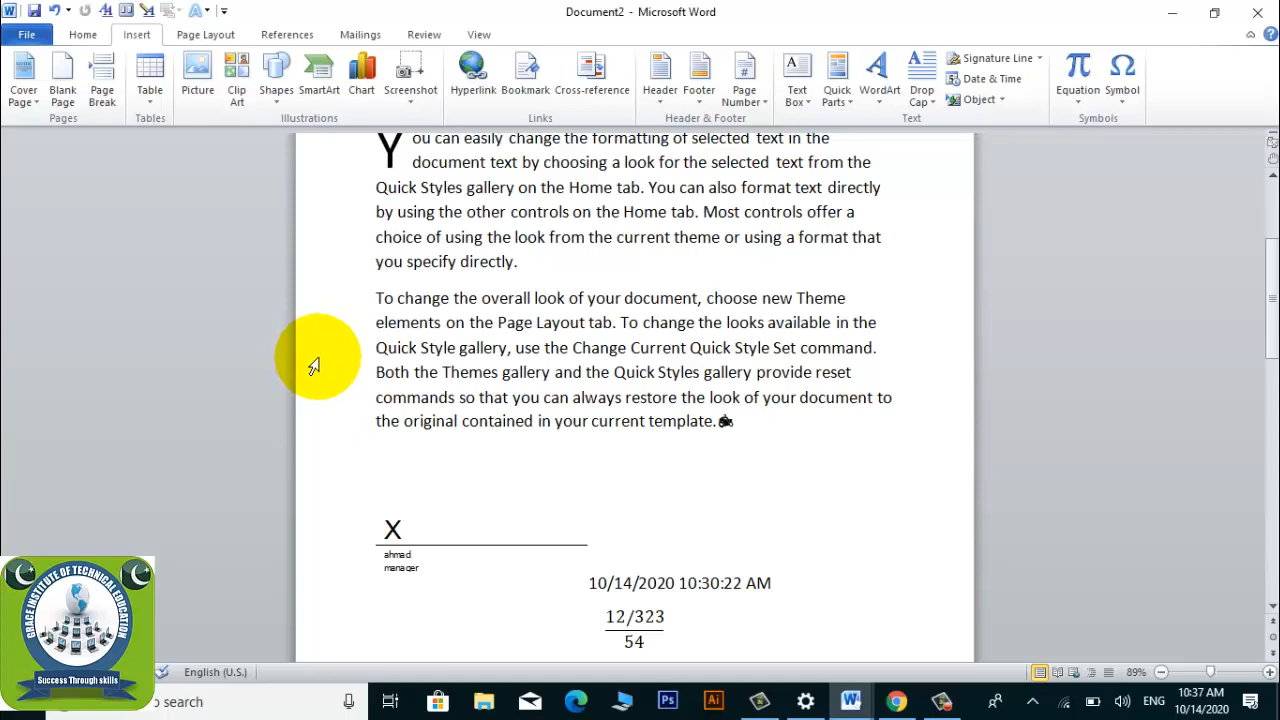 Document2 - Microsoft Word
File Home Insert Page Layout References Mailings Review View
Cover Page Blank Page Page Break Table Picture Clip Art Shapes SmartArt Chart Screenshot Hyperlink Bookmark Cross-reference Header Footer Page Number Text Box Quick Parts WordArt Drop Cap Signature Line Date & Time Object Equation Symbol
Pages Tables Illustrations Links Header & Footer Text Symbols
You can easily change the formatting of selected text in the
document text by choosing a look for the selected text from the
Quick Styles gallery on the Home tab. You can also format text directly
by using the other controls on the Home tab. Most controls offer a
choice of using the look from the current theme or using a format that
you specify directly.
To change the overall look of your document, choose new Theme
elements on the Page Layout tab. To change the looks available in the
Quick Style gallery, use the Change Current Quick Style Set command.
Both the Themes gallery and the Quick Styles gallery provide reset
commands so that you can always restore the look of your document to
the original contained in your current template.
X
ahmad
manager
10/14/2020 10:30:22 AM
12/323
54
GRACE INSTITUTE OF TECHNICAL EDUCATION
Success Through skills
English (U.S.) 89%
to search
Ps Ai W ENG 10:37 AM
10/14/2020